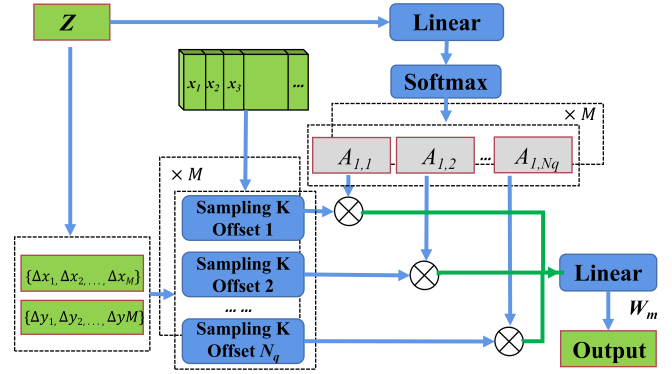 Z
Linear
x1 x2 x3 ...
Softmax
× M
A1,1 A1,2 ... A1,Nq
× M
Sampling K
Offset 1
{Δx1, Δx2,..., ΔxM}
{Δy1, Δy2,..., ΔyM}
Sampling K
Offset 2
... ...
Sampling K
Offset Nq
Linear
Wm
Output